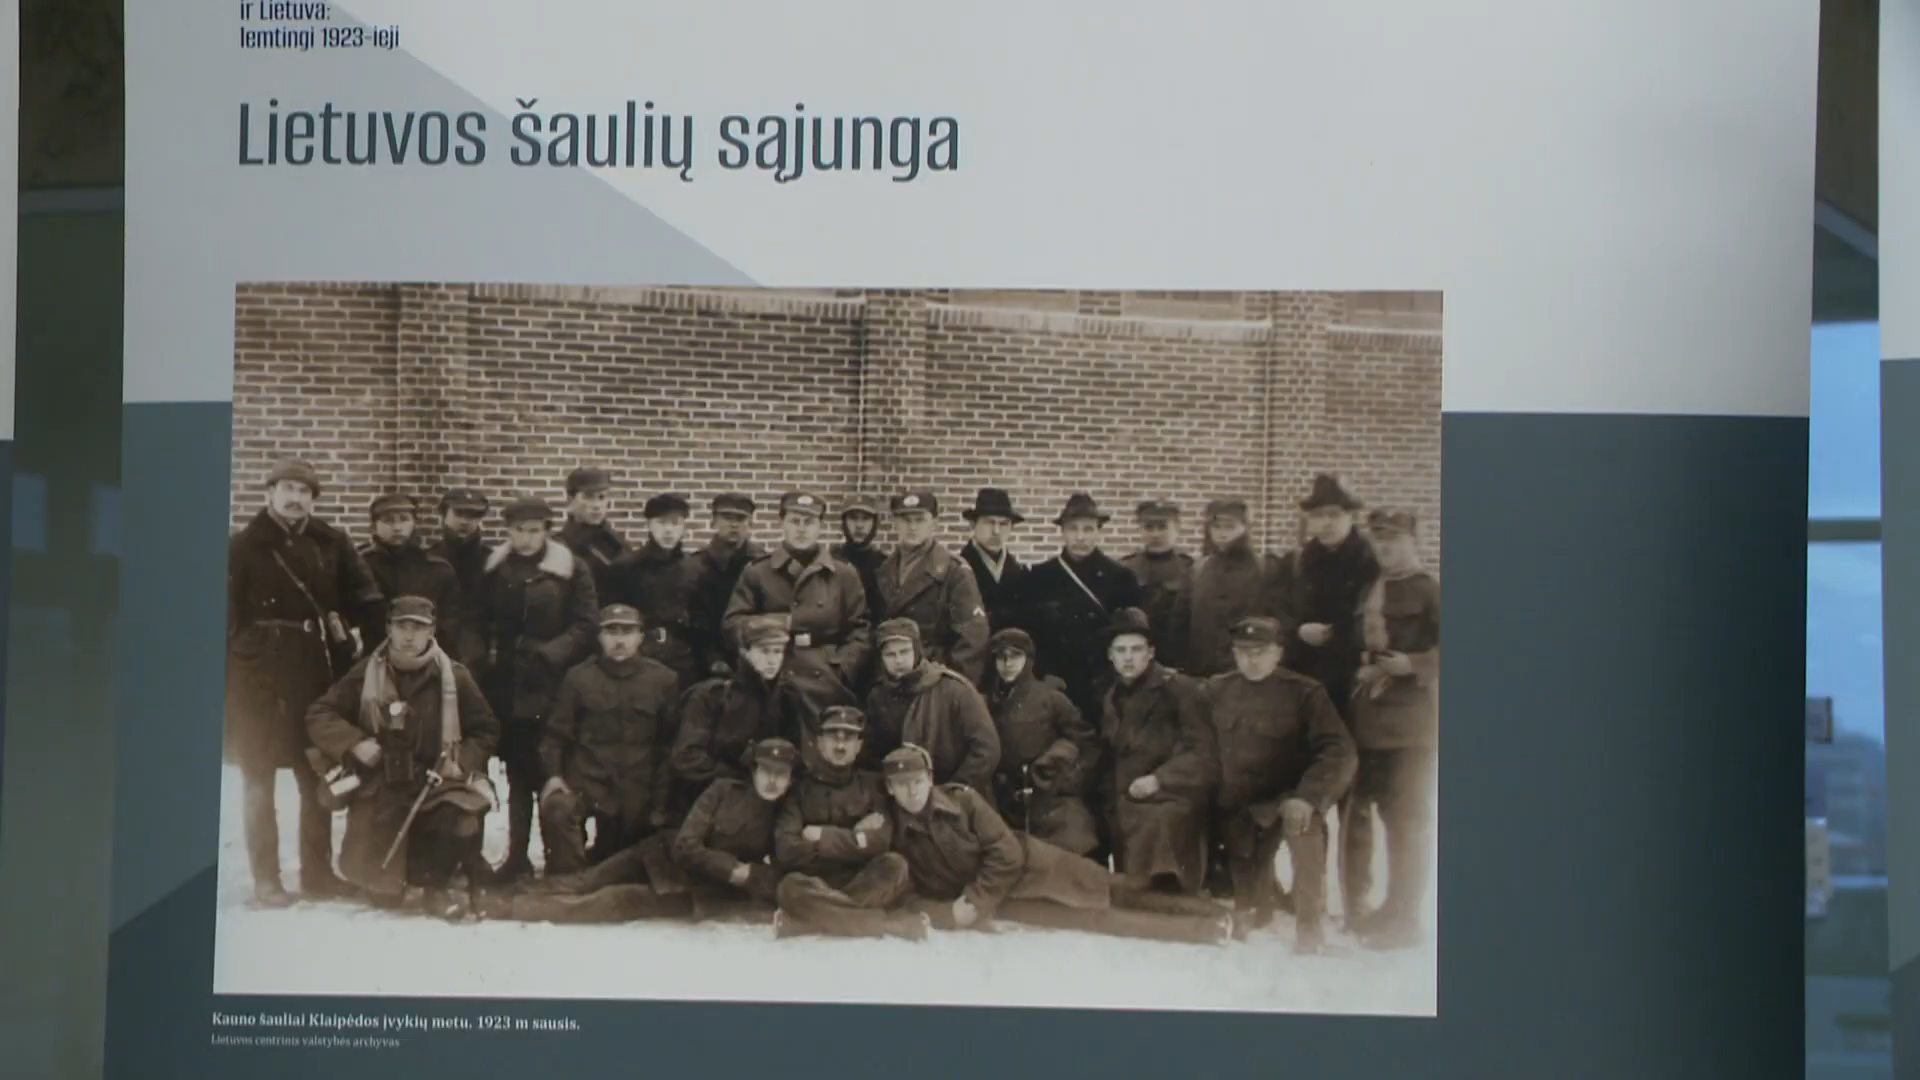 ir Lietuva:
lemtingi 1923-ieji
Lietuvos šaulių sąjunga
Kauno šauliai Klaipėdos įvykių metu. 1923 m sausis.
Lietuvos centrinis valstybės archyvas